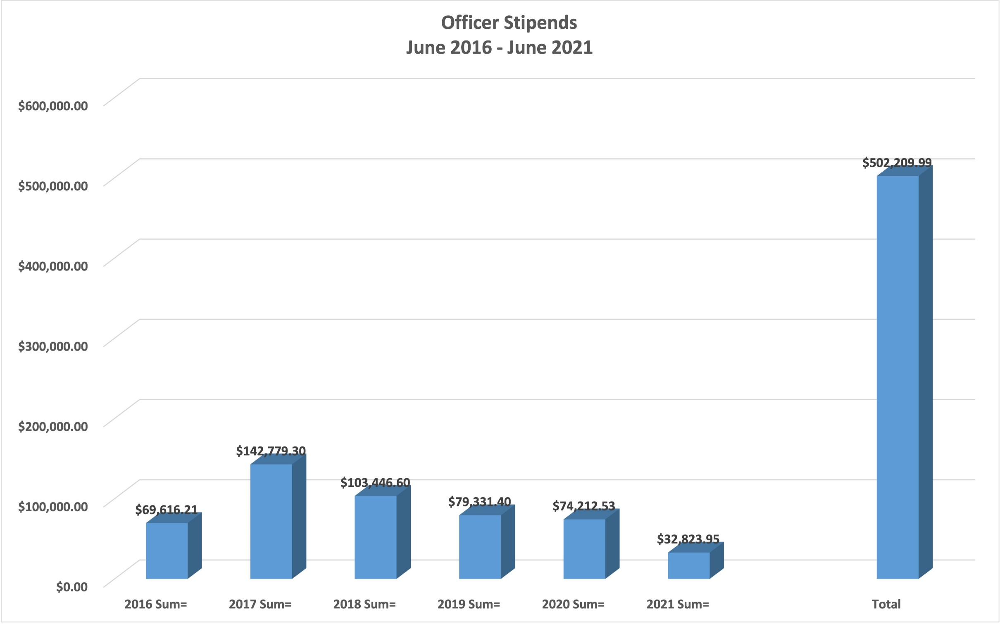 Officer Stipends
June 2016 - June 2021
$600,000.00
$500,000.00
$400,000.00
$300,000.00
$200,000.00
$100,000.00
$0.00
$69,616.21
$142,779.30
$103,446.60
$79,331.40
$74,212.53
$32,823.95
$502,209.99
2016 Sum=
2017 Sum=
2018 Sum=
2019 Sum=
2020 Sum=
2021 Sum=
Total